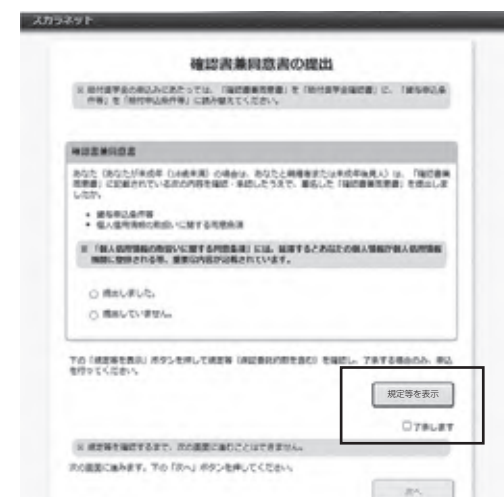 スカラネット
確認書兼同意書の提出
※ 給付奨学金の申込みにあたっては、「確認書兼同意書」を「給付奨学金確認書」に、「貸与申込条
件等」を「給付申込条件等」に読み替えてください。
確認書兼同意書
あなた（あなたが未成年（18歳未満）の場合は、あなたと親権者または未成年後見人）は、「確認書兼
同意書」に記載されている次の内容を確認・承認したうえで、署名した「確認書兼同意書」を提出しま
したか。
• 貸与申込条件等
• 個人信用情報の取扱いに関する同意条項
※ 「個人信用情報の取扱いに関する同意条項」には、延滞するとあなたの個人情報が個人信用情報
機関に登録される等、重要な内容が記載されています。
○ 提出しました。
○ 提出していません。
下の「規定等を表示」ボタンを押して規定等（保証委託約款を含む）を確認し、了承する場合のみ、申込
を行ってください。
規定等を表示
□了承します
※ 規定等を確認するまで、次の画面に進むことはできません。
次の画面に進みます。下の「次へ」ボタンを押してください。
次へ